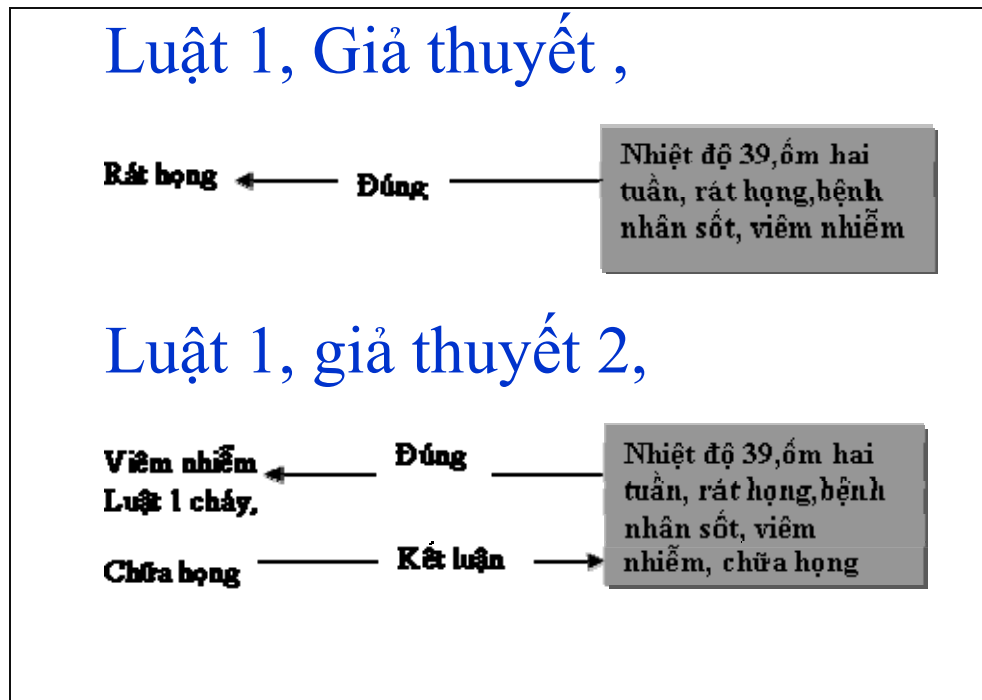 Luật 1, Giả thuyết ,
Rát họng
Đúng
Nhiệt độ 39,ốm hai
tuần, rát họng,bệnh
nhân sốt, viêm nhiễm
Luật 1, giả thuyết 2,
Viêm nhiễm
Luật 1 cháy,
Đúng
Chữa họng
Kết luận
Nhiệt độ 39,ốm hai
tuần, rát họng,bệnh
nhân sốt, viêm
nhiễm, chữa họng